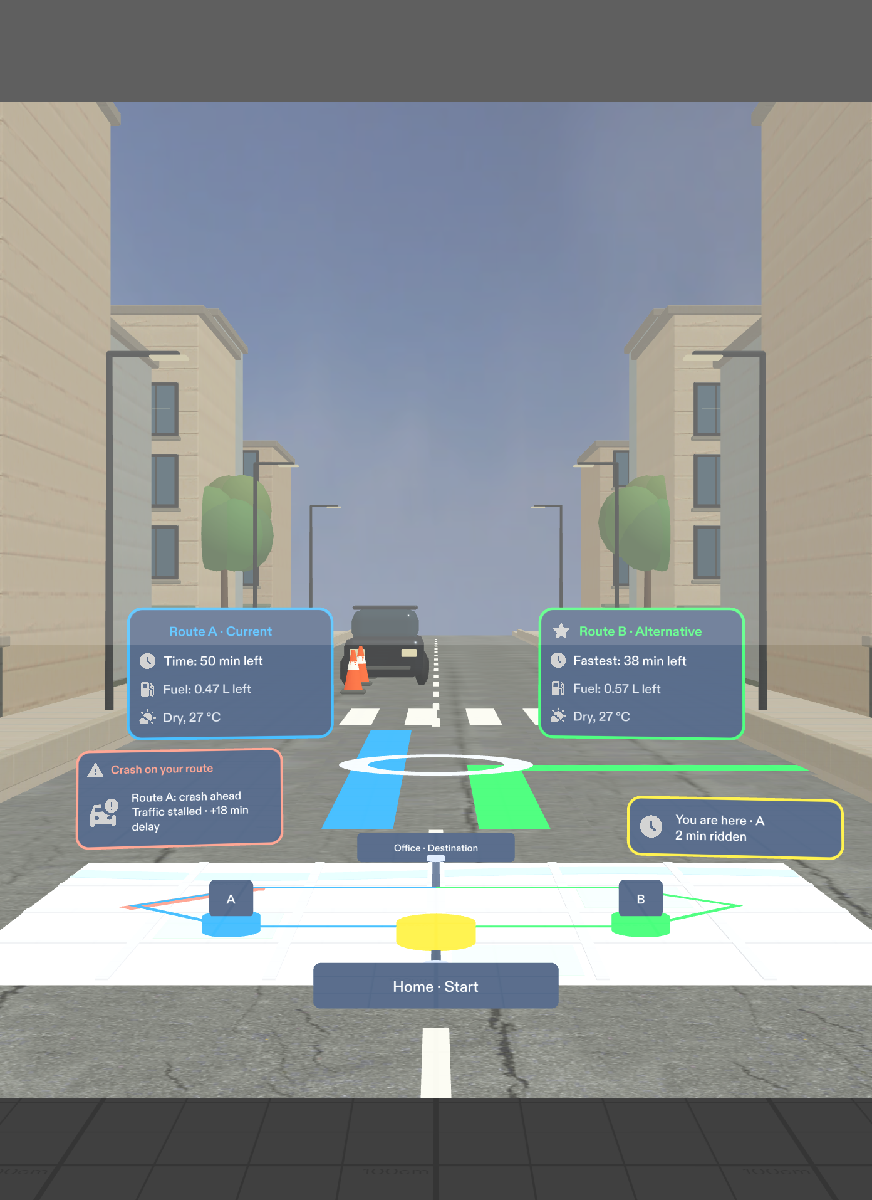 Route A · Current
Time: 50 min left
Fuel: 0.47 L left
Dry, 27 °C
Route B · Alternative
Fastest: 38 min left
Fuel: 0.57 L left
Dry, 27 °C
Crash on your route
Route A: crash ahead
Traffic stalled · +18 min
delay
You are here · A
2 min ridden
Office · Destination
A
B
Home · Start